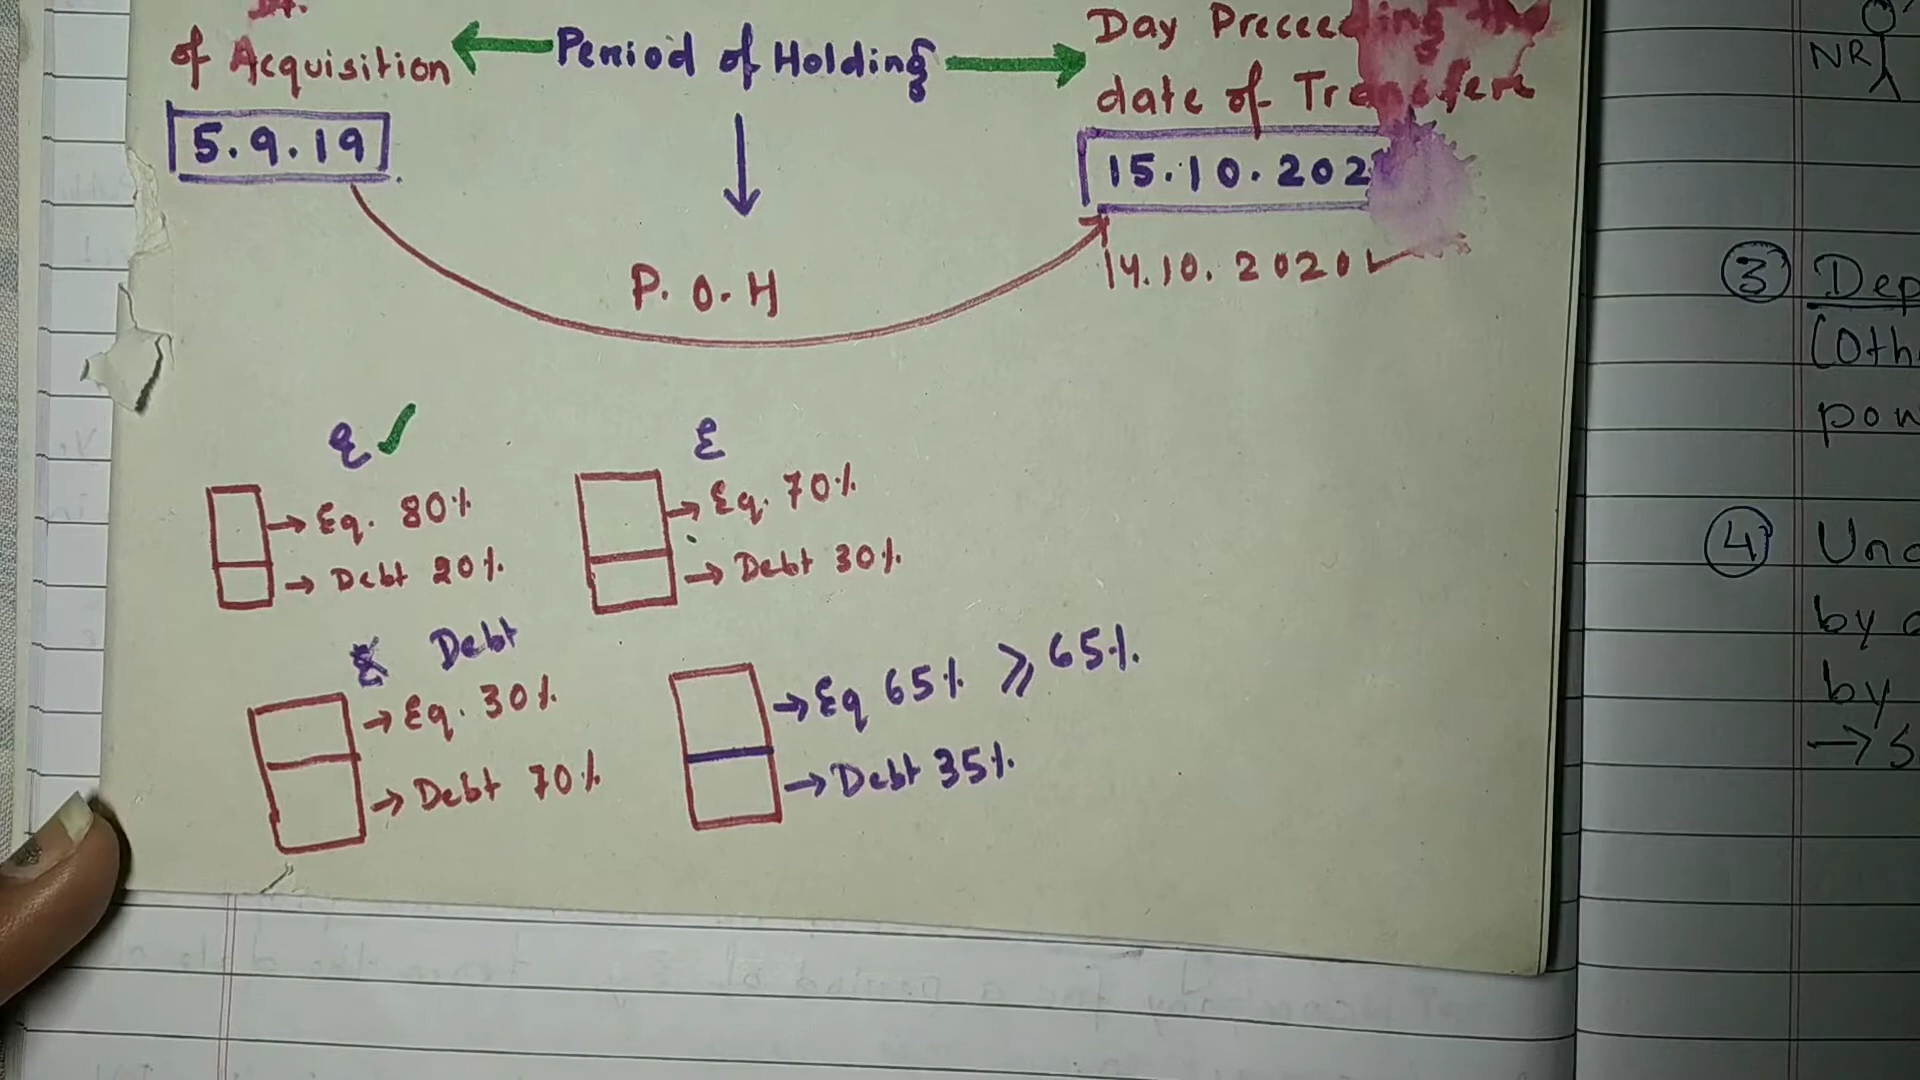 of Acquisition ← Period of Holding → Day Preceeding the
date of Transfere
5.9.19
15.10.202
14.10.2020 ✓
P.O.H
E ✓
→ Eq. 80%
→ Debt 20%
E
→ Eq. 70%
→ Debt 30%
Debt
→ Eq. 30%
→ Debt 70%
→ Eq 65% ⩾ 65%
→ Debt 35%
NR
③ Dep
(Oth
pow
④ Und
by a
by
→ S